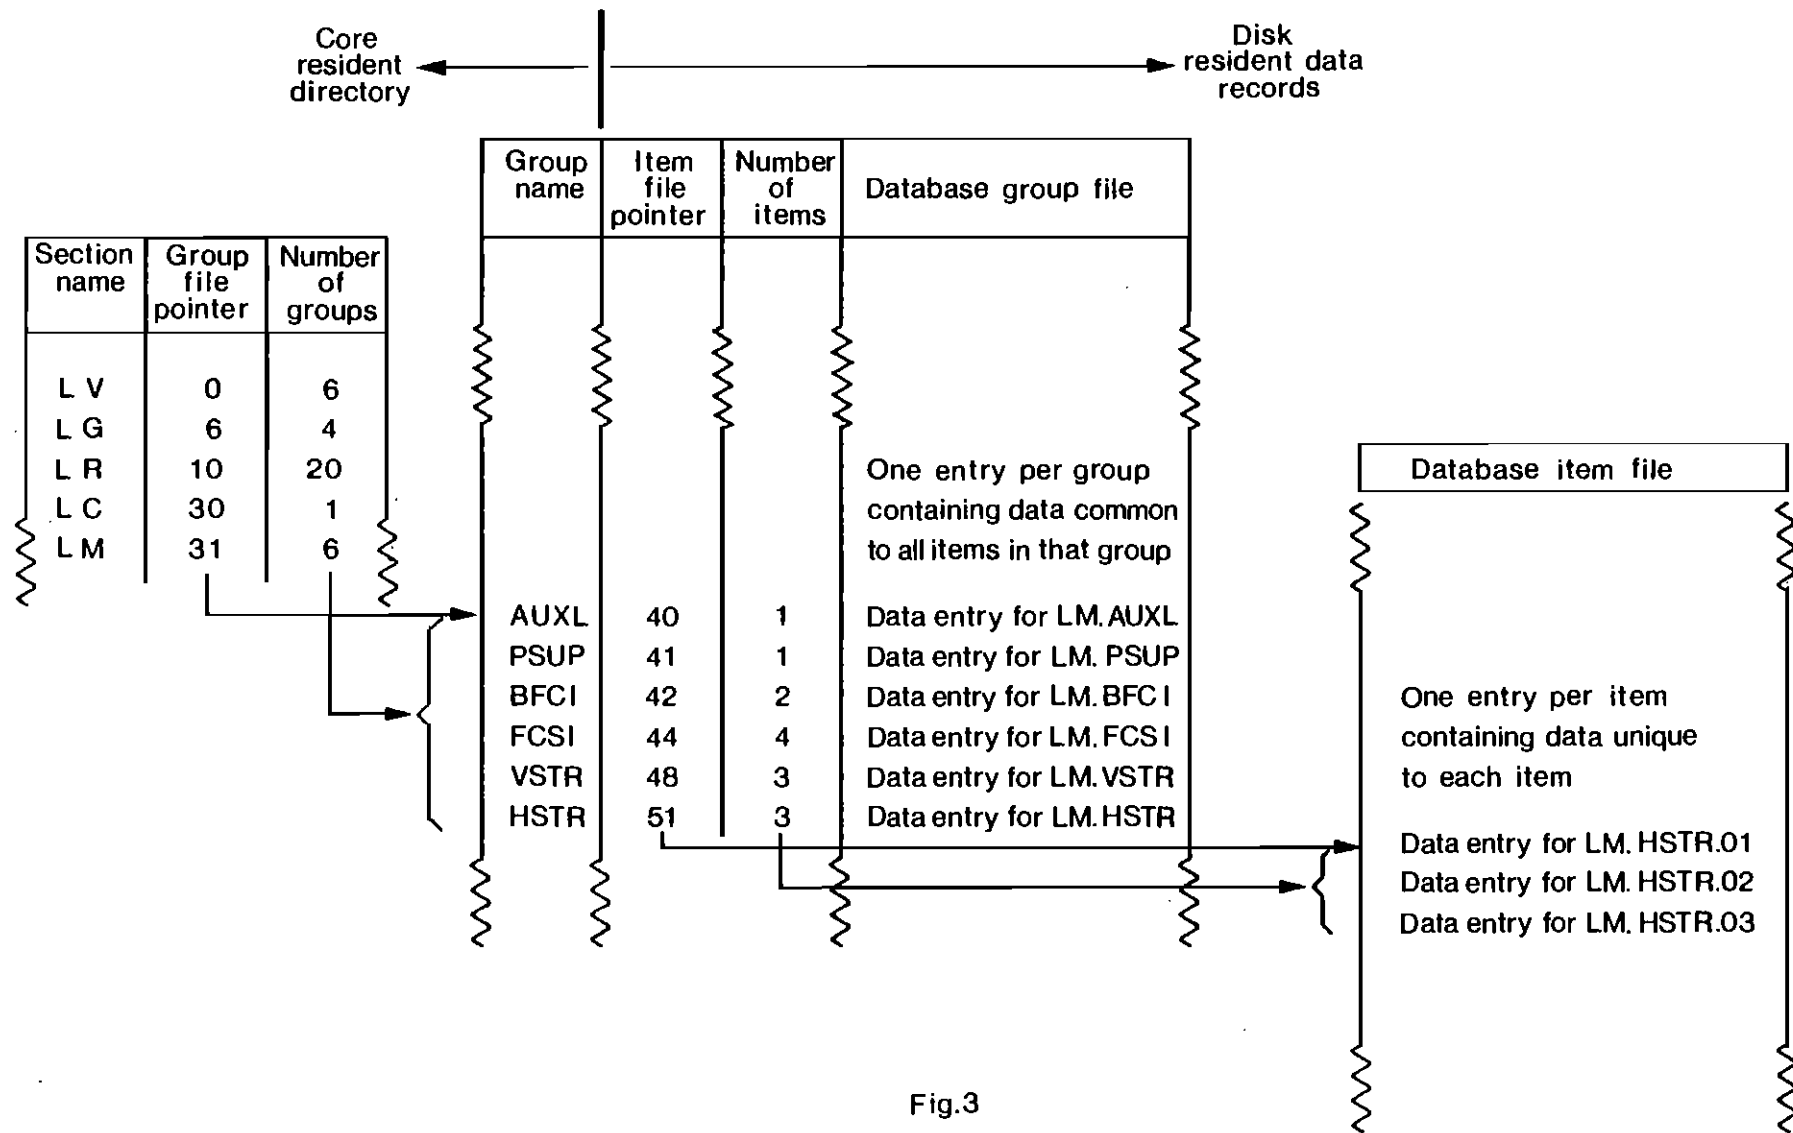 Core
resident
directory
Disk
resident data
records
Group
name
Item
file
pointer
Number
of
items
Database group file
Section
name
Group
file
pointer
Number
of
groups
L V 0 6
L G 6 4
L R 10 20
L C 30 1
L M 31 6
One entry per group
containing data common
to all items in that group
AUXL 40 1 Data entry for LM. AUXL
PSUP 41 1 Data entry for LM. PSUP
BFCI 42 2 Data entry for LM. BFCI
FCSI 44 4 Data entry for LM. FCSI
VSTR 48 3 Data entry for LM. VSTR
HSTR 51 3 Data entry for LM. HSTR
Database item file
One entry per item
containing data unique
to each item
Data entry for LM. HSTR.01
Data entry for LM. HSTR.02
Data entry for LM. HSTR.03
Fig.3